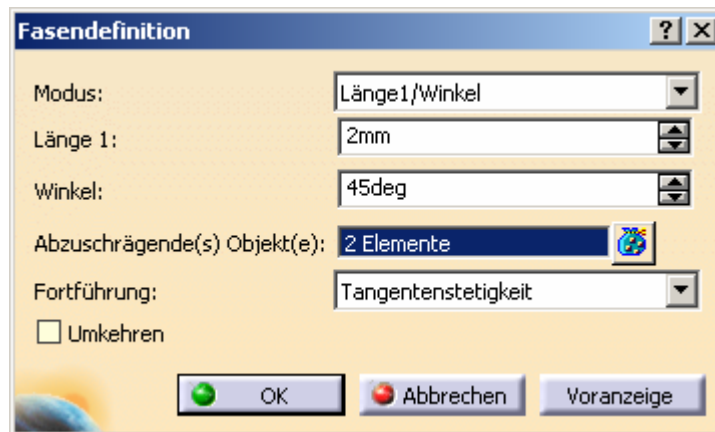 Fasendefinition
Modus: Länge1/Winkel
Länge 1: 2mm
Winkel: 45deg
Abzuschrägende(s) Objekt(e): 2 Elemente
Fortführung: Tangentenstetigkeit
Umkehren
OK Abbrechen Voranzeige